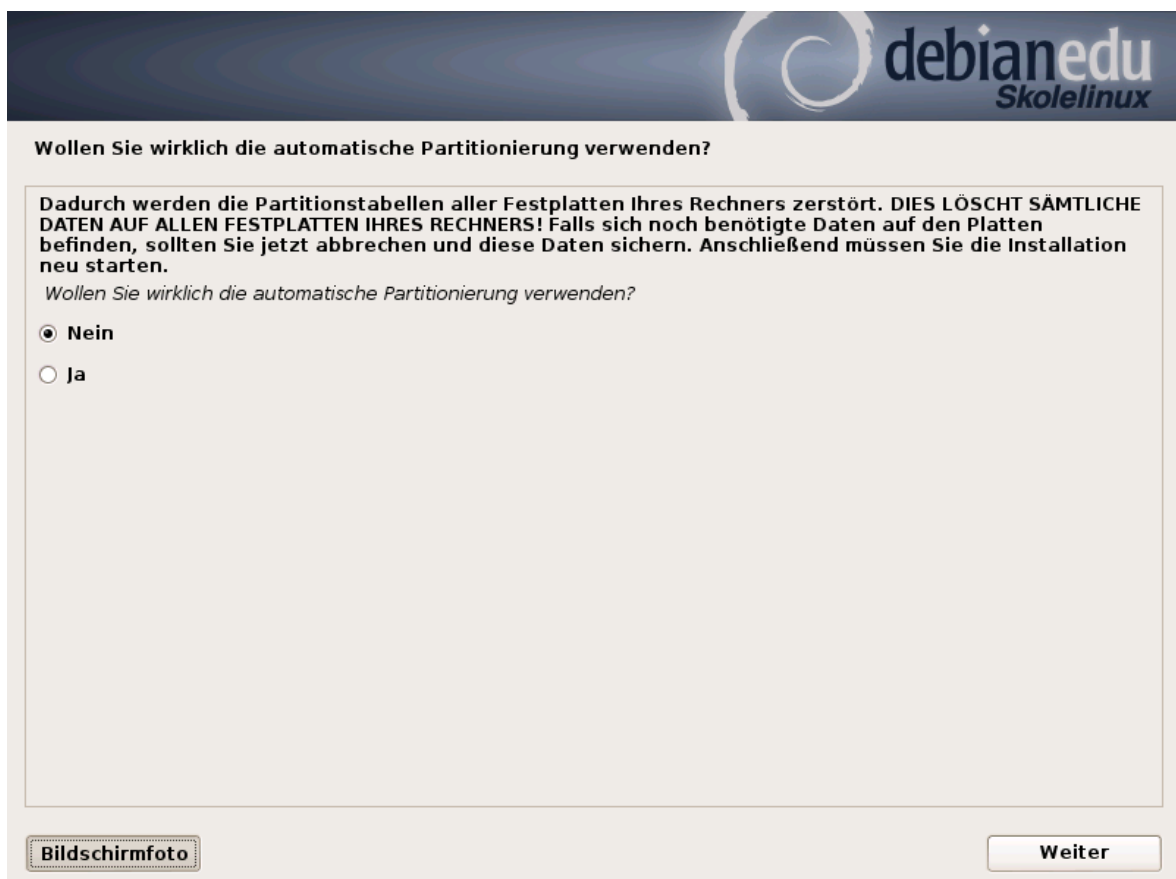 debianedu
Skolelinux
Wollen Sie wirklich die automatische Partitionierung verwenden?
Dadurch werden die Partitionstabellen aller Festplatten Ihres Rechners zerstört. DIES LÖSCHT SÄMTLICHE
DATEN AUF ALLEN FESTPLATTEN IHRES RECHNERS! Falls sich noch benötigte Daten auf den Platten
befinden, sollten Sie jetzt abbrechen und diese Daten sichern. Anschließend müssen Sie die Installation
neu starten.
Wollen Sie wirklich die automatische Partitionierung verwenden?
Nein
Ja
Bildschirmfoto
Weiter